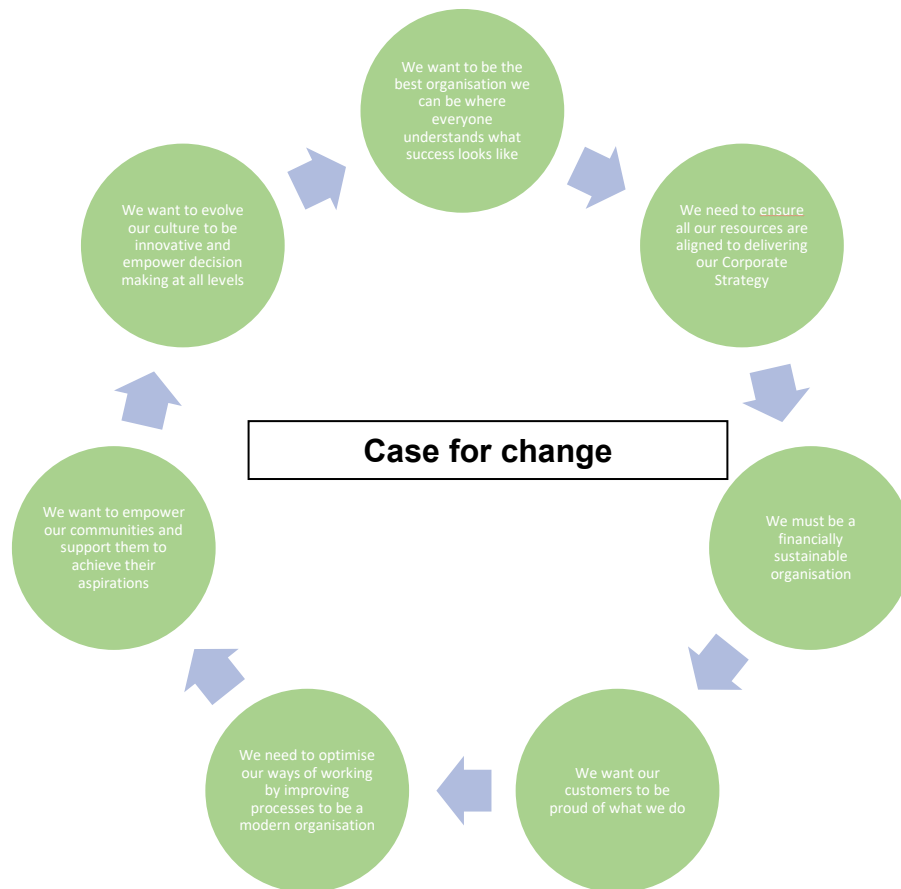 We want to be the
best organisation we
can be where
everyone
understands what
success looks like
We need to ensure
all our resources are
aligned to delivering
our Corporate
Strategy
We must be a
financially
sustainable
organisation
We want our
customers to be
proud of what we do
We need to optimise
our ways of working
by improving
processes to be a
modern organisation
We want to empower
our communities and
support them to
achieve their
aspirations
We want to evolve
our culture to be
innovative and
empower decision
making at all levels
Case for change